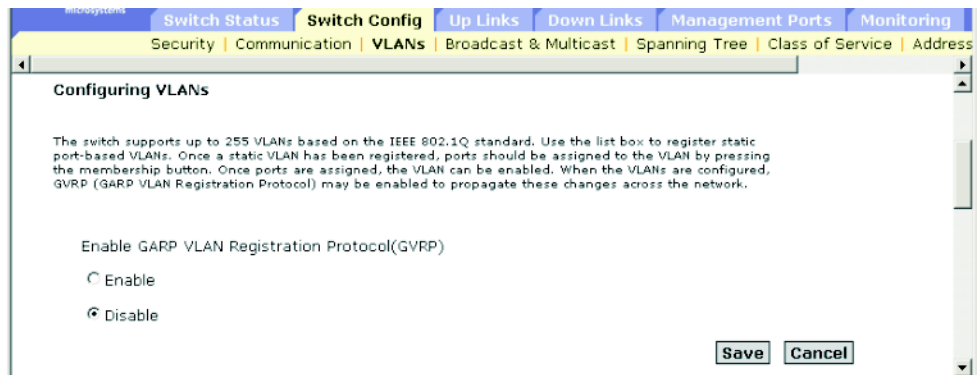 microsystems
Switch Status Switch Config Up Links Down Links Management Ports Monitoring
Security | Communication | VLANs | Broadcast & Multicast | Spanning Tree | Class of Service | Address
Configuring VLANs
The switch supports up to 255 VLANs based on the IEEE 802.1Q standard. Use the list box to register static
port-based VLANs. Once a static VLAN has been registered, ports should be assigned to the VLAN by pressing
the membership button. Once ports are assigned, the VLAN can be enabled. When the VLANs are configured,
GVRP (GARP VLAN Registration Protocol) may be enabled to propagate these changes across the network.
Enable GARP VLAN Registration Protocol(GVRP)
Enable
Disable
Save Cancel